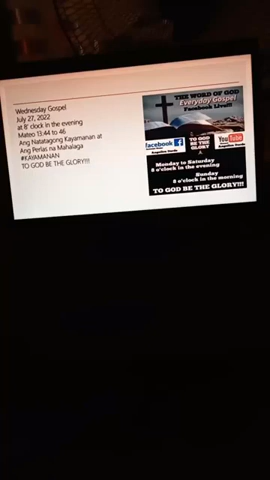 Wednesday Gospel
July 27, 2022
at 8' clock in the evening
Mateo 13:44 to 46
Ang Natatagong Kayamanan at
Ang Perlas na Mahalaga
#KAYAMANAN
TO GOD BE THE GLORY!!!
THE WORD OF GOD
Everyday Gospel
Facebook Live!!!
facebook
TO GOD
BE THE
GLORY
YouTube
Monday to Saturday
8 o'clock in the evening
Sunday
8 o'clock in the morning
TO GOD BE THE GLORY!!!